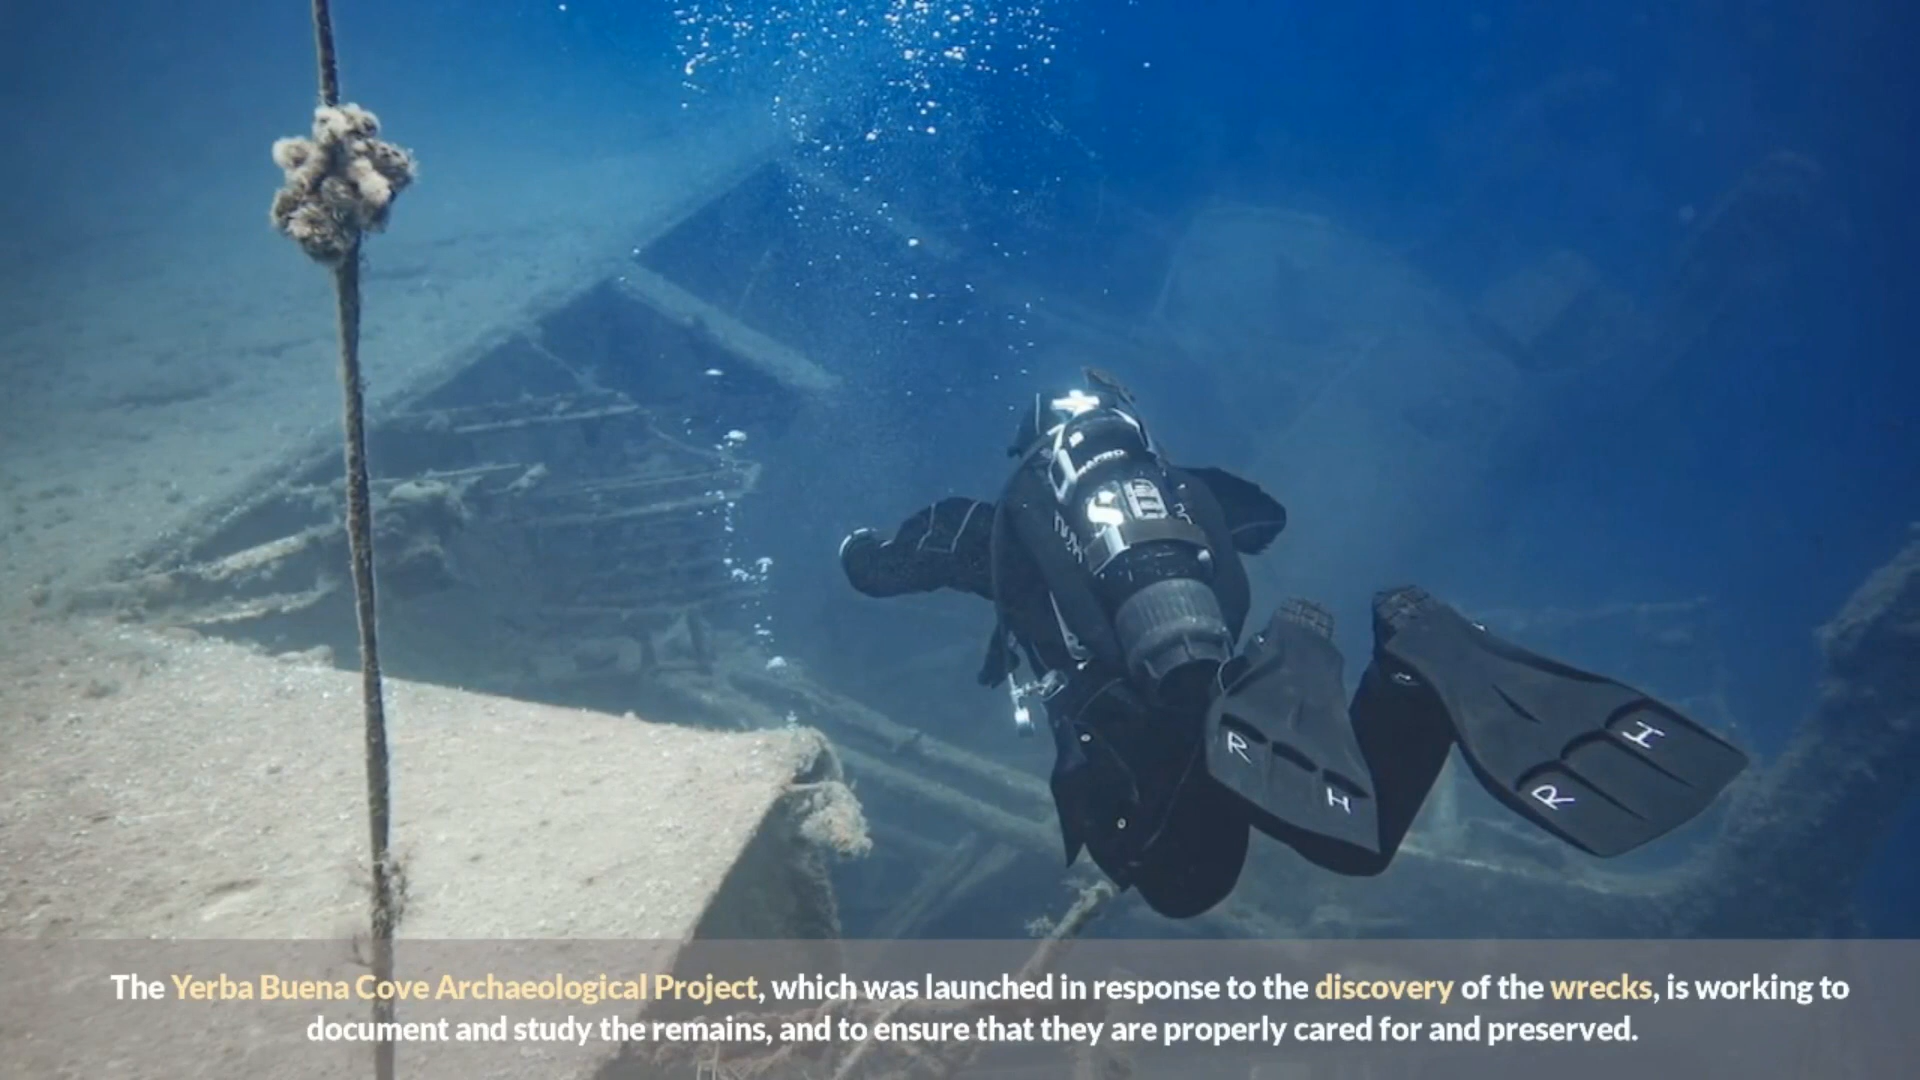 R
H
H
R
The Yerba Buena Cove Archaeological Project, which was launched in response to the discovery of the wrecks, is working to
document and study the remains, and to ensure that they are properly cared for and preserved.